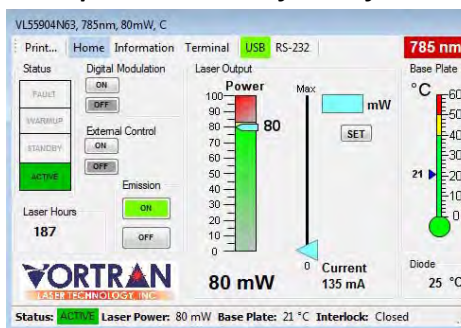 VL55904N63, 785nm, 80mW, C
Print... Home Information Terminal USB RS-232 785 nm
Status Digital Modulation Laser Output Base Plate
ON
OFF
FAULT
WARMUP
STANDBY
ACTIVE
External Control
ON
OFF
Emission
ON
OFF
Laser Hours
187
Power
100
90
80
70
60
50
40
30
20
10
0
80
80 mW
Max
0
mW
SET
Current
135 mA
°C
60
50
40
30
20
10
0
21
Diode
25 °C
VORTRAN
LASER TECHNOLOGY, INC.
Status: ACTIVE Laser Power: 80 mW Base Plate: 21 °C Interlock: Closed